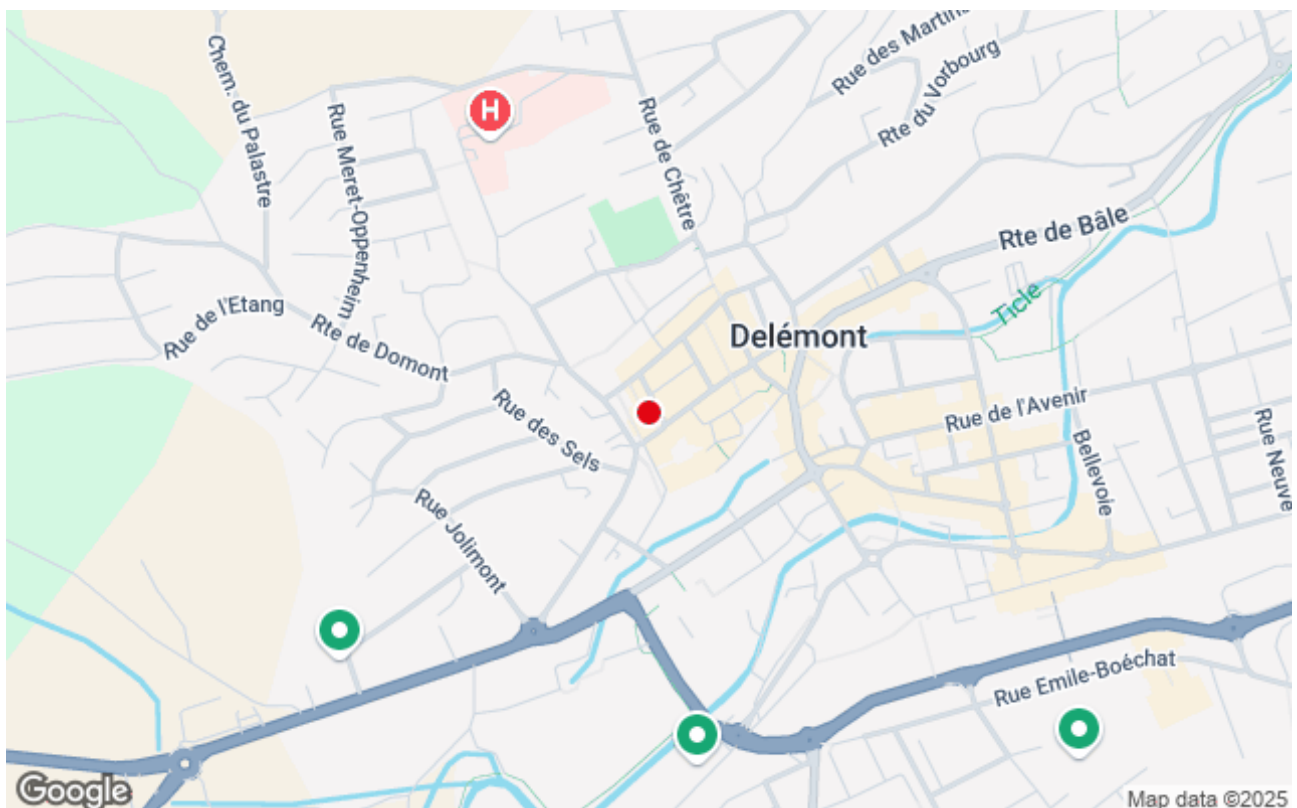 Chem. du Palastre
Rue Meret-Oppenheim
H
Rue de Chêtre
Rue des Martins
Rte du Vorbourg
Rte de Bâle
Ticle
Delémont
Rue de l'Etang
Rte de Domont
Rue des Sels
Rue de l'Avenir
Bellevoie
Rue Neuve
Rue Jolimont
Rue Emile-Boéchat
Google
Map data ©2025